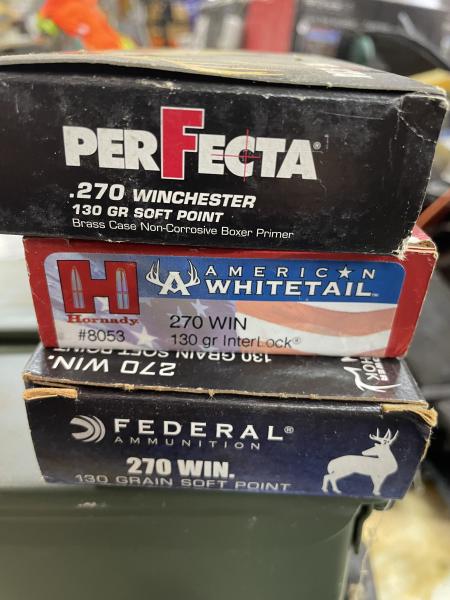 PERFECTA®
.270 WINCHESTER
130 GR SOFT POINT
Brass Case Non-Corrosive Boxer Primer
H
Hornady
#8053
AMERICAN
WHITETAIL™
270 WIN
130 gr InterLock®
270 WIN.
130 GRAIN SOFT POINT
FEDERAL®
AMMUNITION
270 WIN.
130 GRAIN SOFT POINT